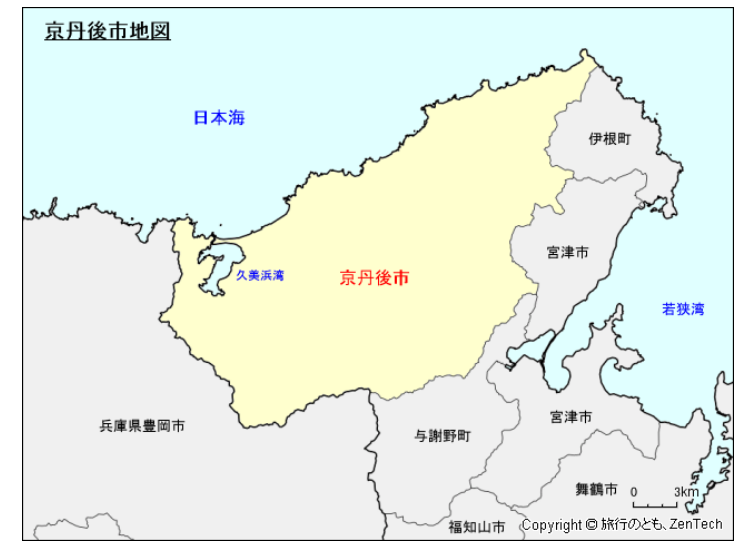 京丹後市地図
日本海
伊根町
宮津市
久美浜湾
京丹後市
若狭湾
兵庫県豊岡市
宮津市
与謝野町
舞鶴市
0 3km
福知山市
Copyright © 旅行のとも、ZenTech